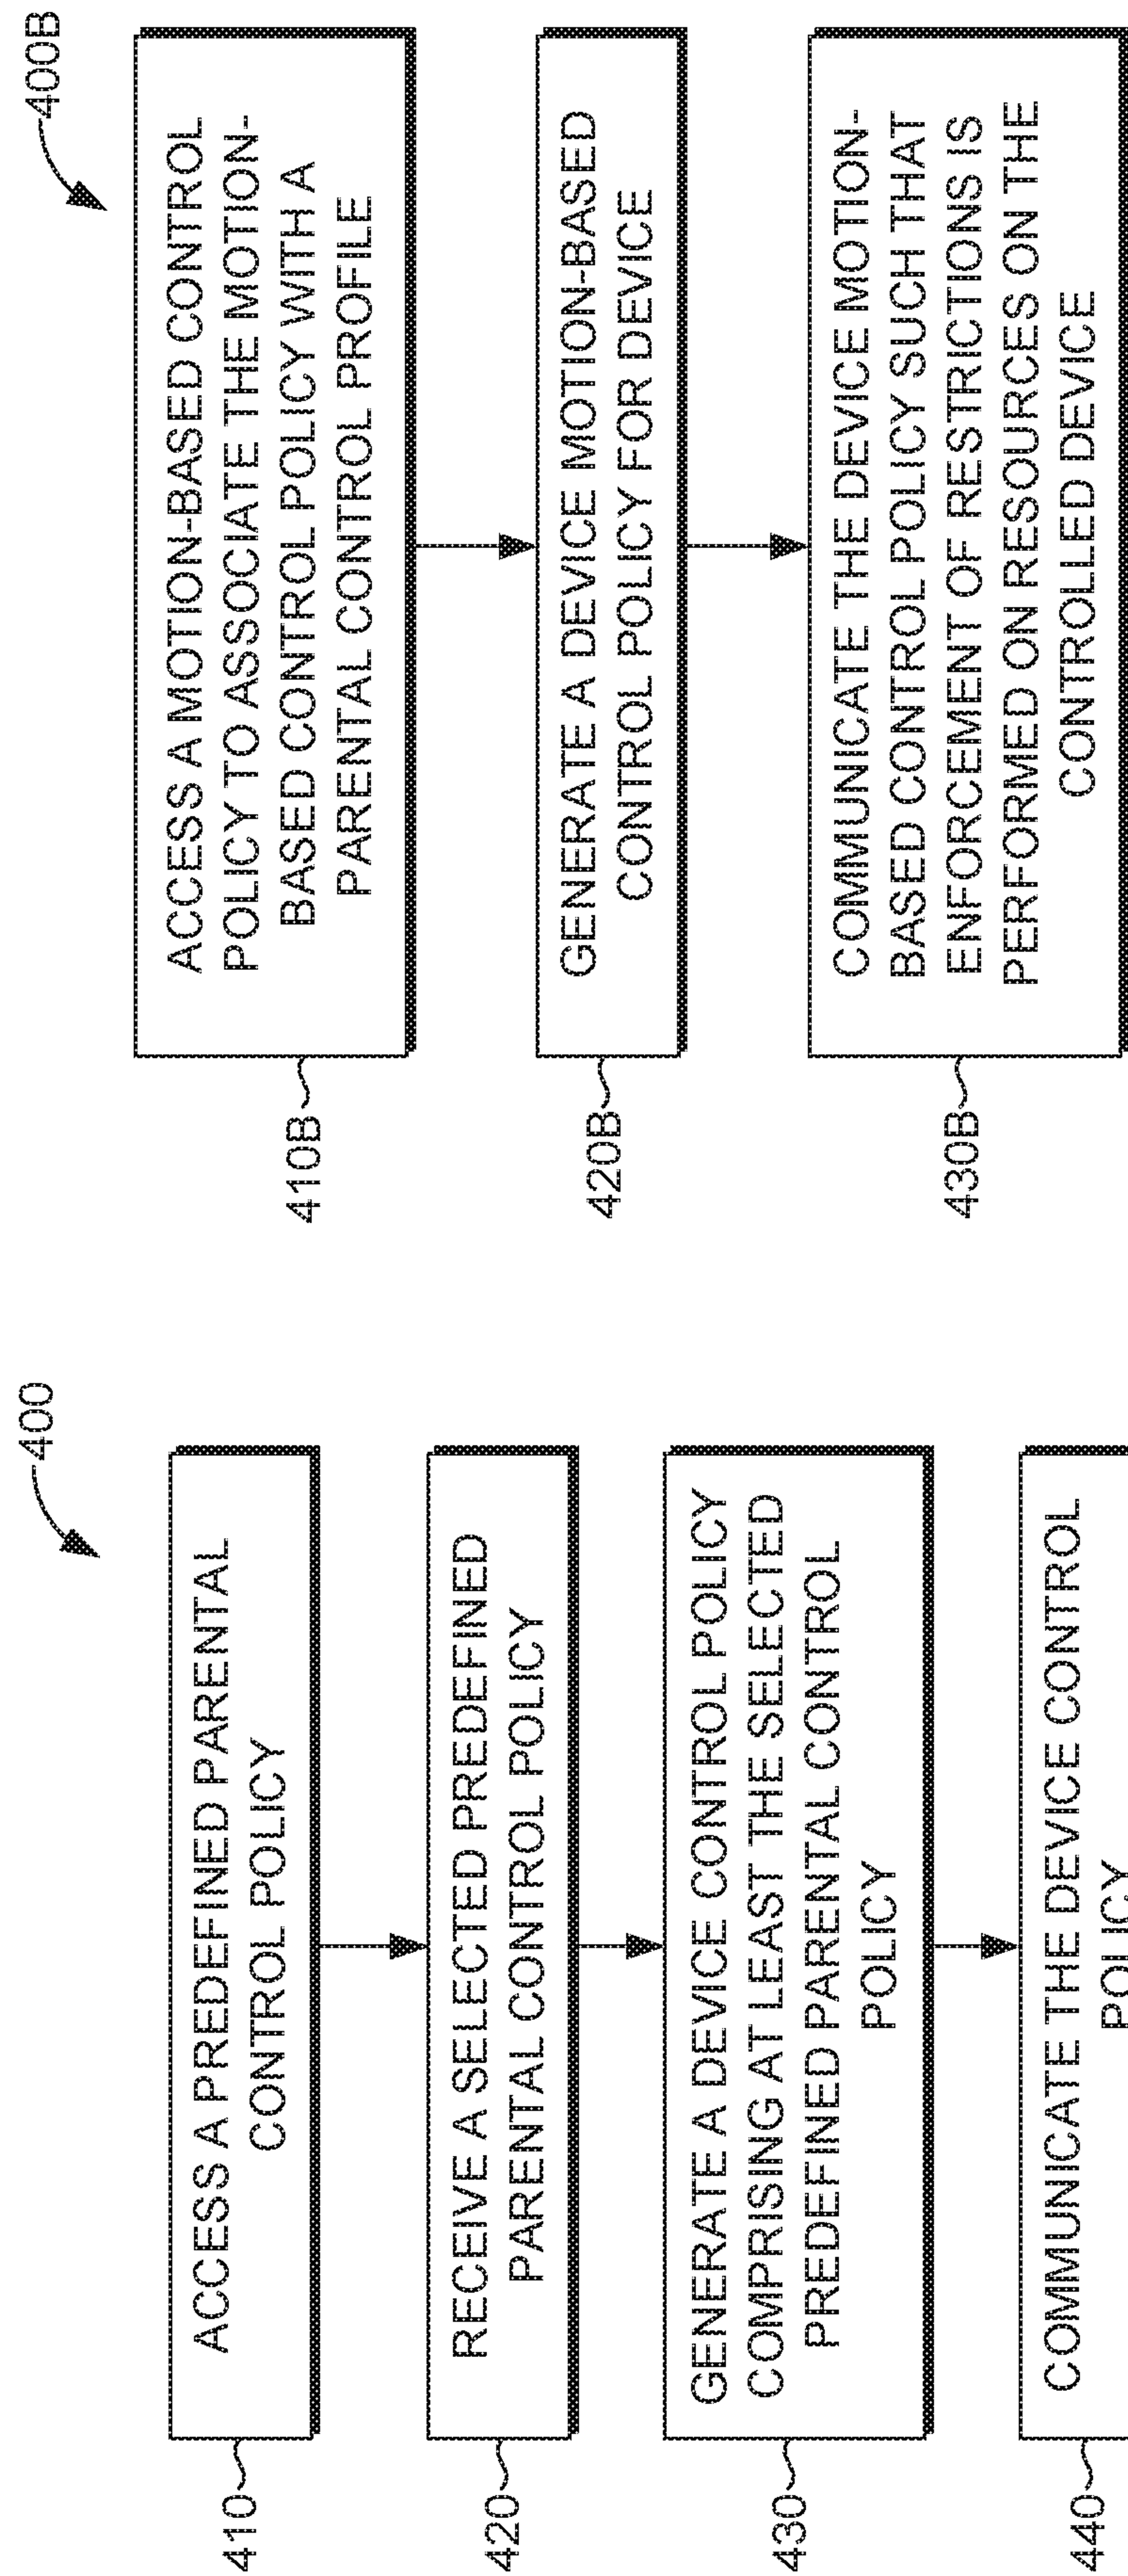 400
410
ACCESS A PREDEFINED PARENTAL
CONTROL POLICY
420
RECEIVE A SELECTED PREDEFINED
PARENTAL CONTROL POLICY
430
GENERATE A DEVICE CONTROL POLICY
COMPRISING AT LEAST THE SELECTED
PREDEFINED PARENTAL CONTROL
POLICY
440
COMMUNICATE THE DEVICE CONTROL
POLICY
400B
410B
ACCESS A MOTION-BASED CONTROL
POLICY TO ASSOCIATE THE MOTION-
BASED CONTROL POLICY WITH A
PARENTAL CONTROL PROFILE
420B
GENERATE A DEVICE MOTION-BASED
CONTROL POLICY FOR DEVICE
430B
COMMUNICATE THE DEVICE MOTION-
BASED CONTROL POLICY SUCH THAT
ENFORCEMENT OF RESTRICTIONS IS
PERFORMED ON RESOURCES ON THE
CONTROLLED DEVICE